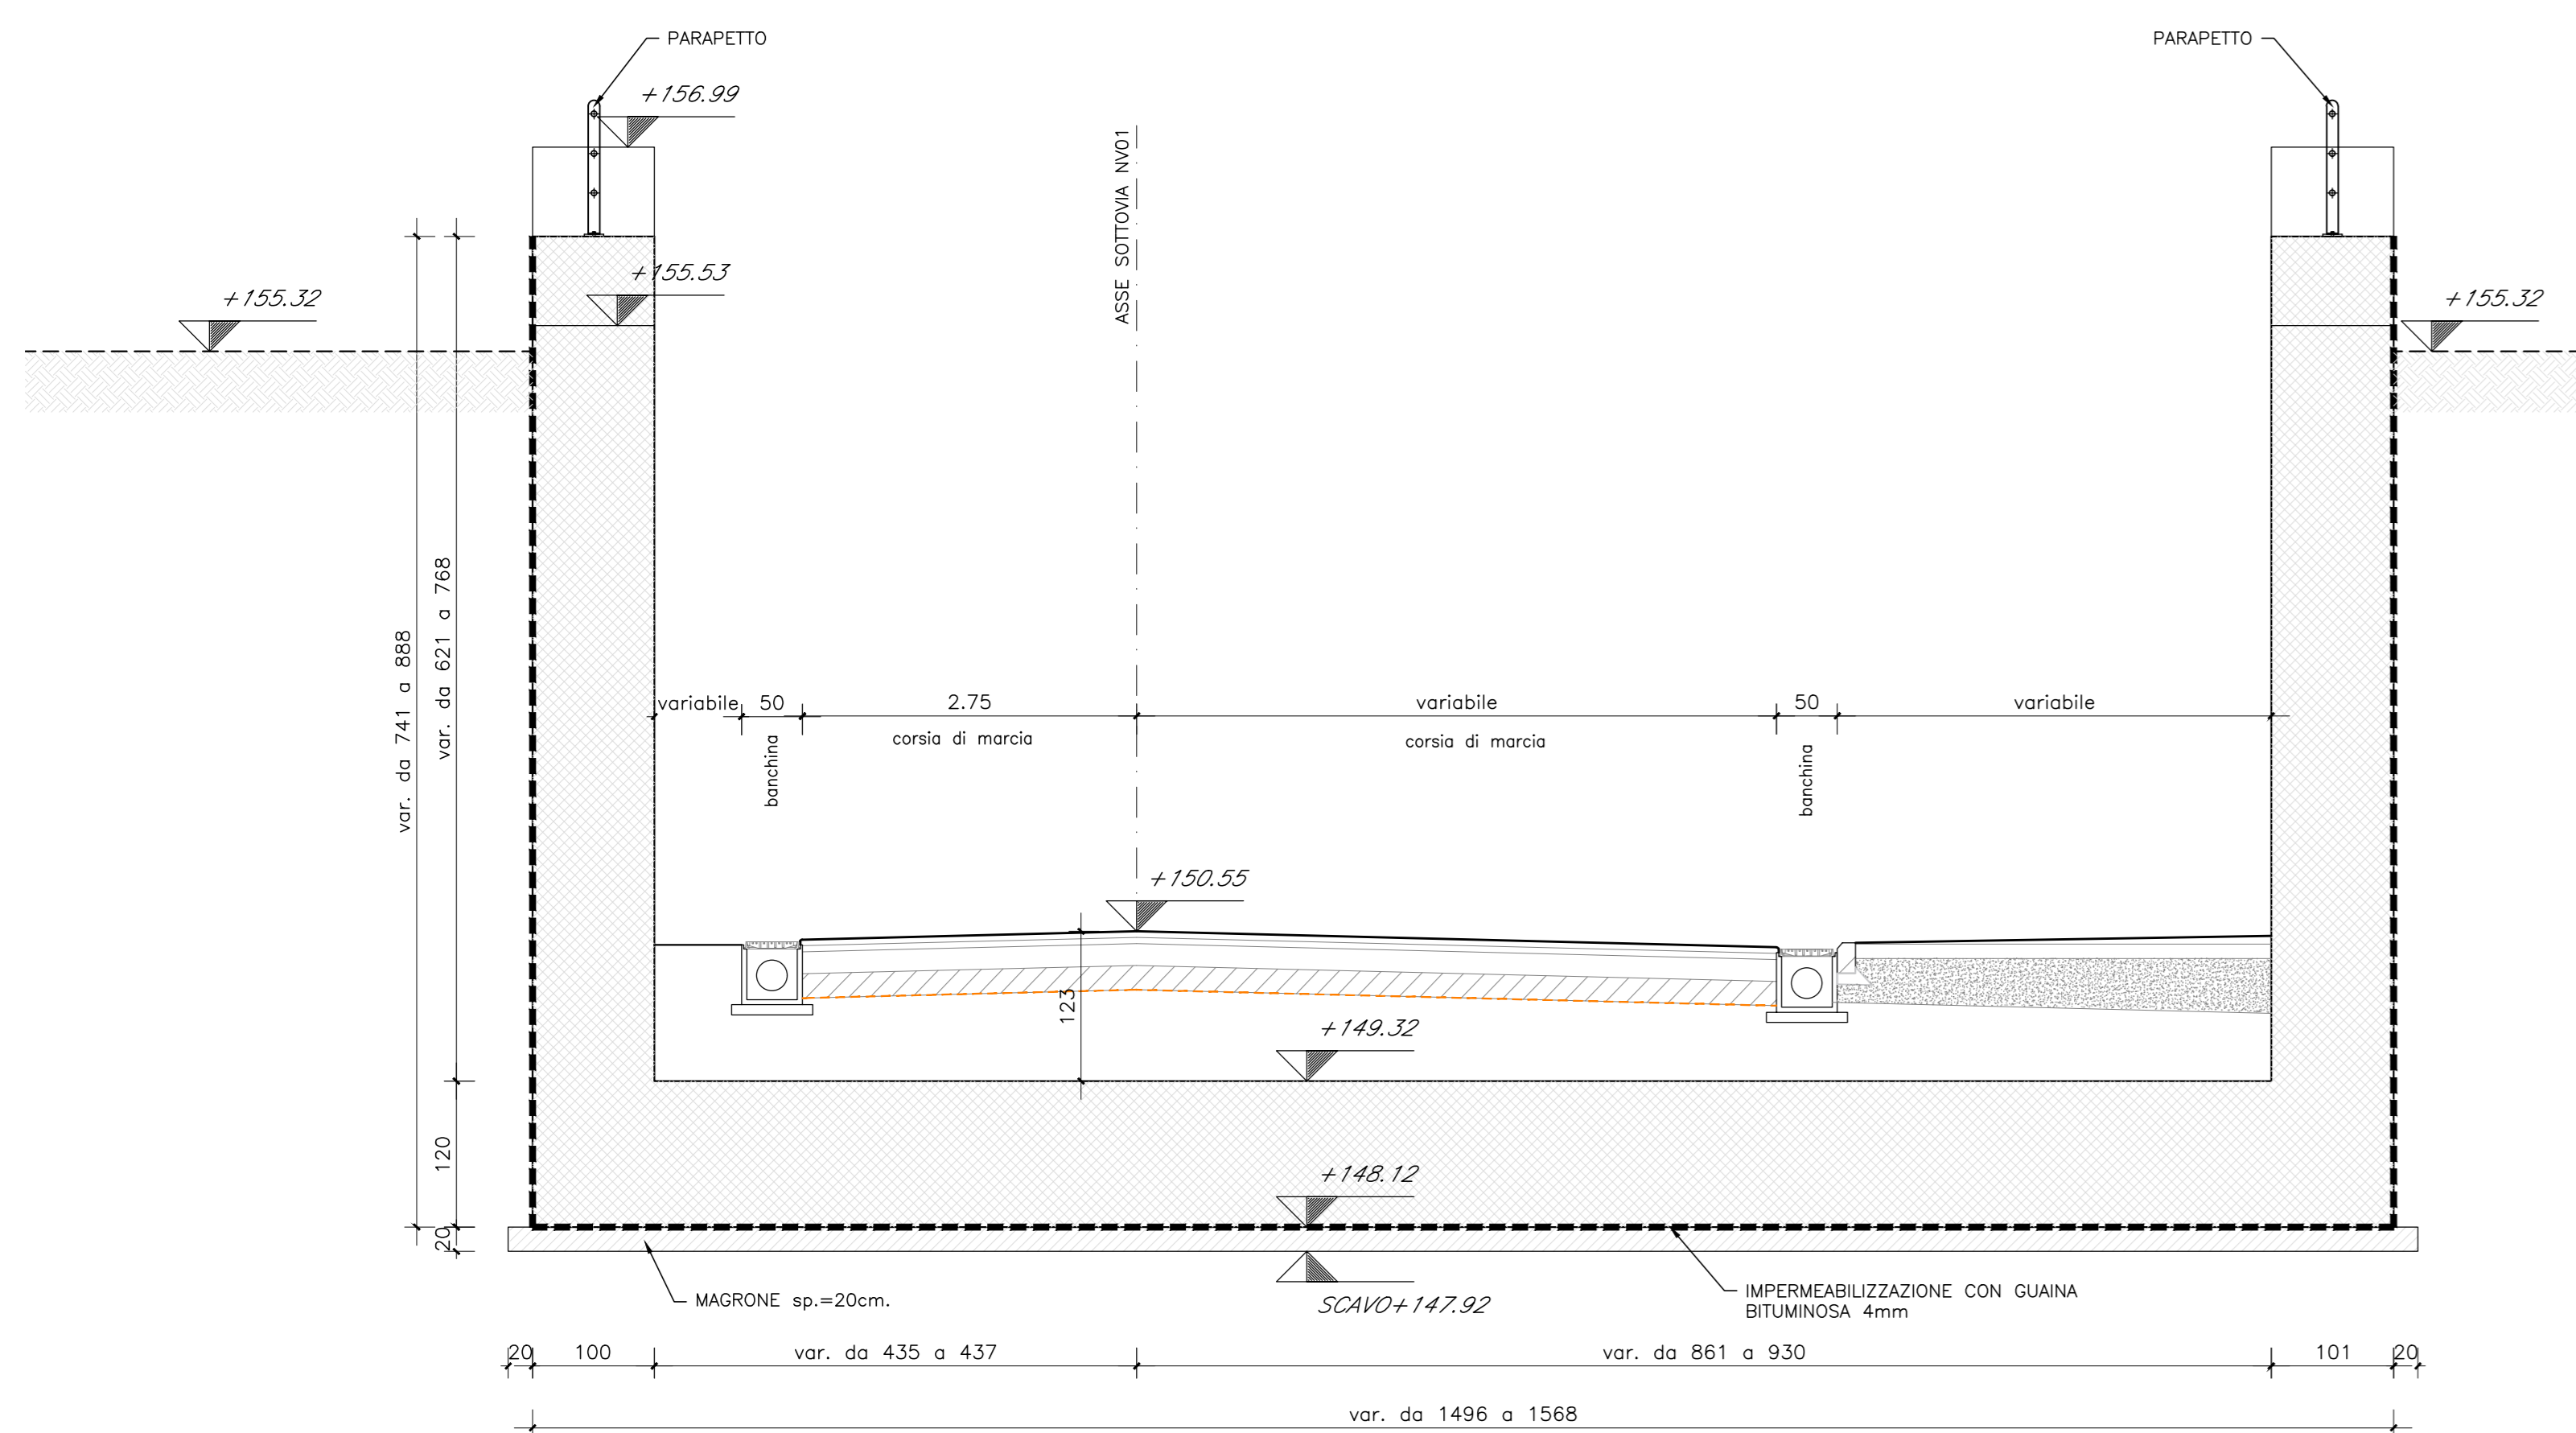 PARAPETTO
PARAPETTO
+156.99
ASSE SOTTOVIA NV01
+155.53
+155.32
+155.32
var. da 741 a 888
var. da 621 a 768
variabile
50
2.75
variabile
50
variabile
banchina
corsia di marcia
corsia di marcia
banchina
+150.55
123
+149.32
120
+148.12
20
MAGRONE sp.=20cm.
SCAVO+147.92
IMPERMEABILIZZAZIONE CON GUAINA
BITUMINOSA 4mm
20
100
var. da 435 a 437
var. da 861 a 930
101
20
var. da 1496 a 1568